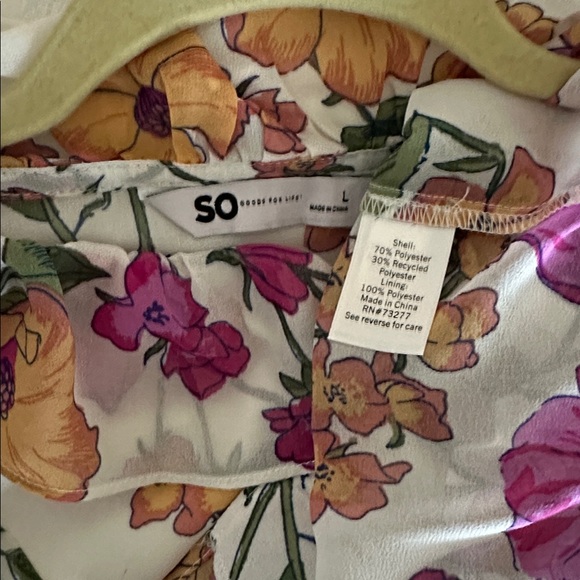 SO GOODS FOR LIFE™
L
MADE IN CHINA
Shell:
70% Polyester
30% Recycled
Polyester
Lining:
100% Polyester
Made in China
RN#73277
See reverse for care